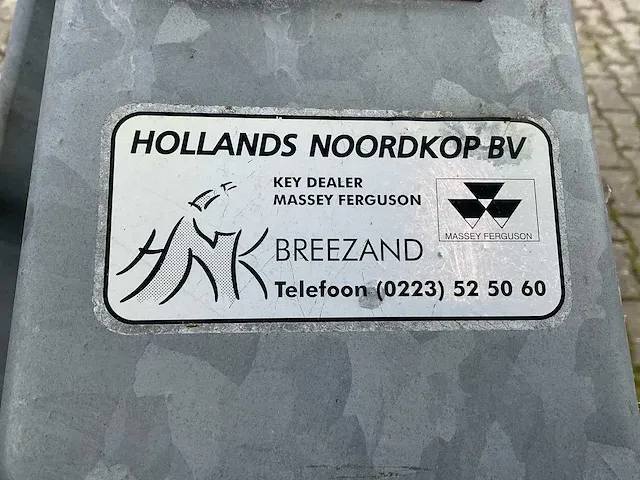 HOLLANDS NOORDKOP BV
KEY DEALER
MASSEY FERGUSON
MASSEY FERGUSON
HNK
BREEZAND
Telefoon (0223) 52 50 60